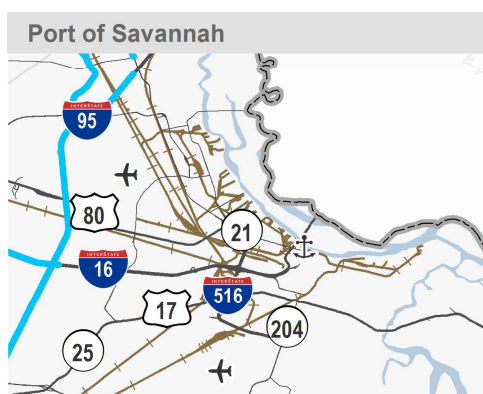 Port of Savannah
INTERSTATE
95
80
21
INTERSTATE
16
INTERSTATE
516
17
204
25